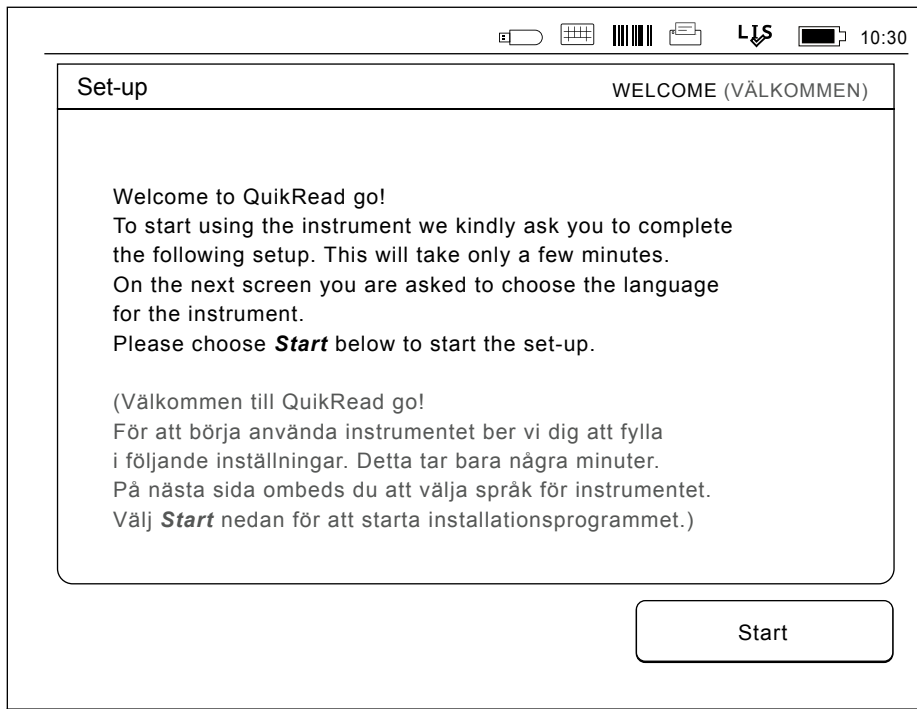 LIS 10:30
Set-up WELCOME (VÄLKOMMEN)
Welcome to QuikRead go!
To start using the instrument we kindly ask you to complete
the following setup. This will take only a few minutes.
On the next screen you are asked to choose the language
for the instrument.
Please choose Start below to start the set-up.
(Välkommen till QuikRead go!
För att börja använda instrumentet ber vi dig att fylla
i följande inställningar. Detta tar bara några minuter.
På nästa sida ombeds du att välja språk för instrumentet.
Välj Start nedan för att starta installationsprogrammet.)
Start